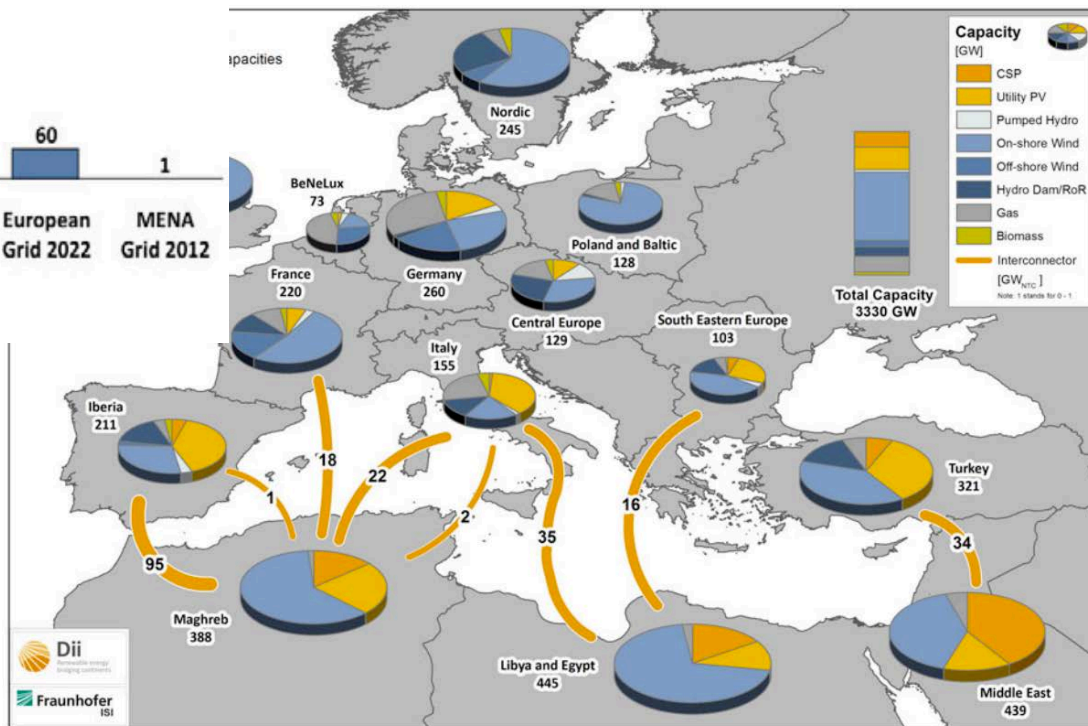 60
1
European
Grid 2022
MENA
Grid 2012
apacities
Nordic
245
BeNeLux
73
Germany
260
Poland and Baltic
128
France
220
Central Europe
129
South Eastern Europe
103
Italy
155
Iberia
211
Turkey
321
Maghreb
388
Libya and Egypt
445
Middle East
439
1
18
22
2
35
16
34
95
Total Capacity
3330 GW
Capacity
[GW]
CSP
Utility PV
Pumped Hydro
On-shore Wind
Off-shore Wind
Hydro Dam/RoR
Gas
Biomass
Interconnector
[GW NTC]
Note: 1 stands for 0 - 1
Dii
Renewable energy
bridging continents
Fraunhofer
ISI